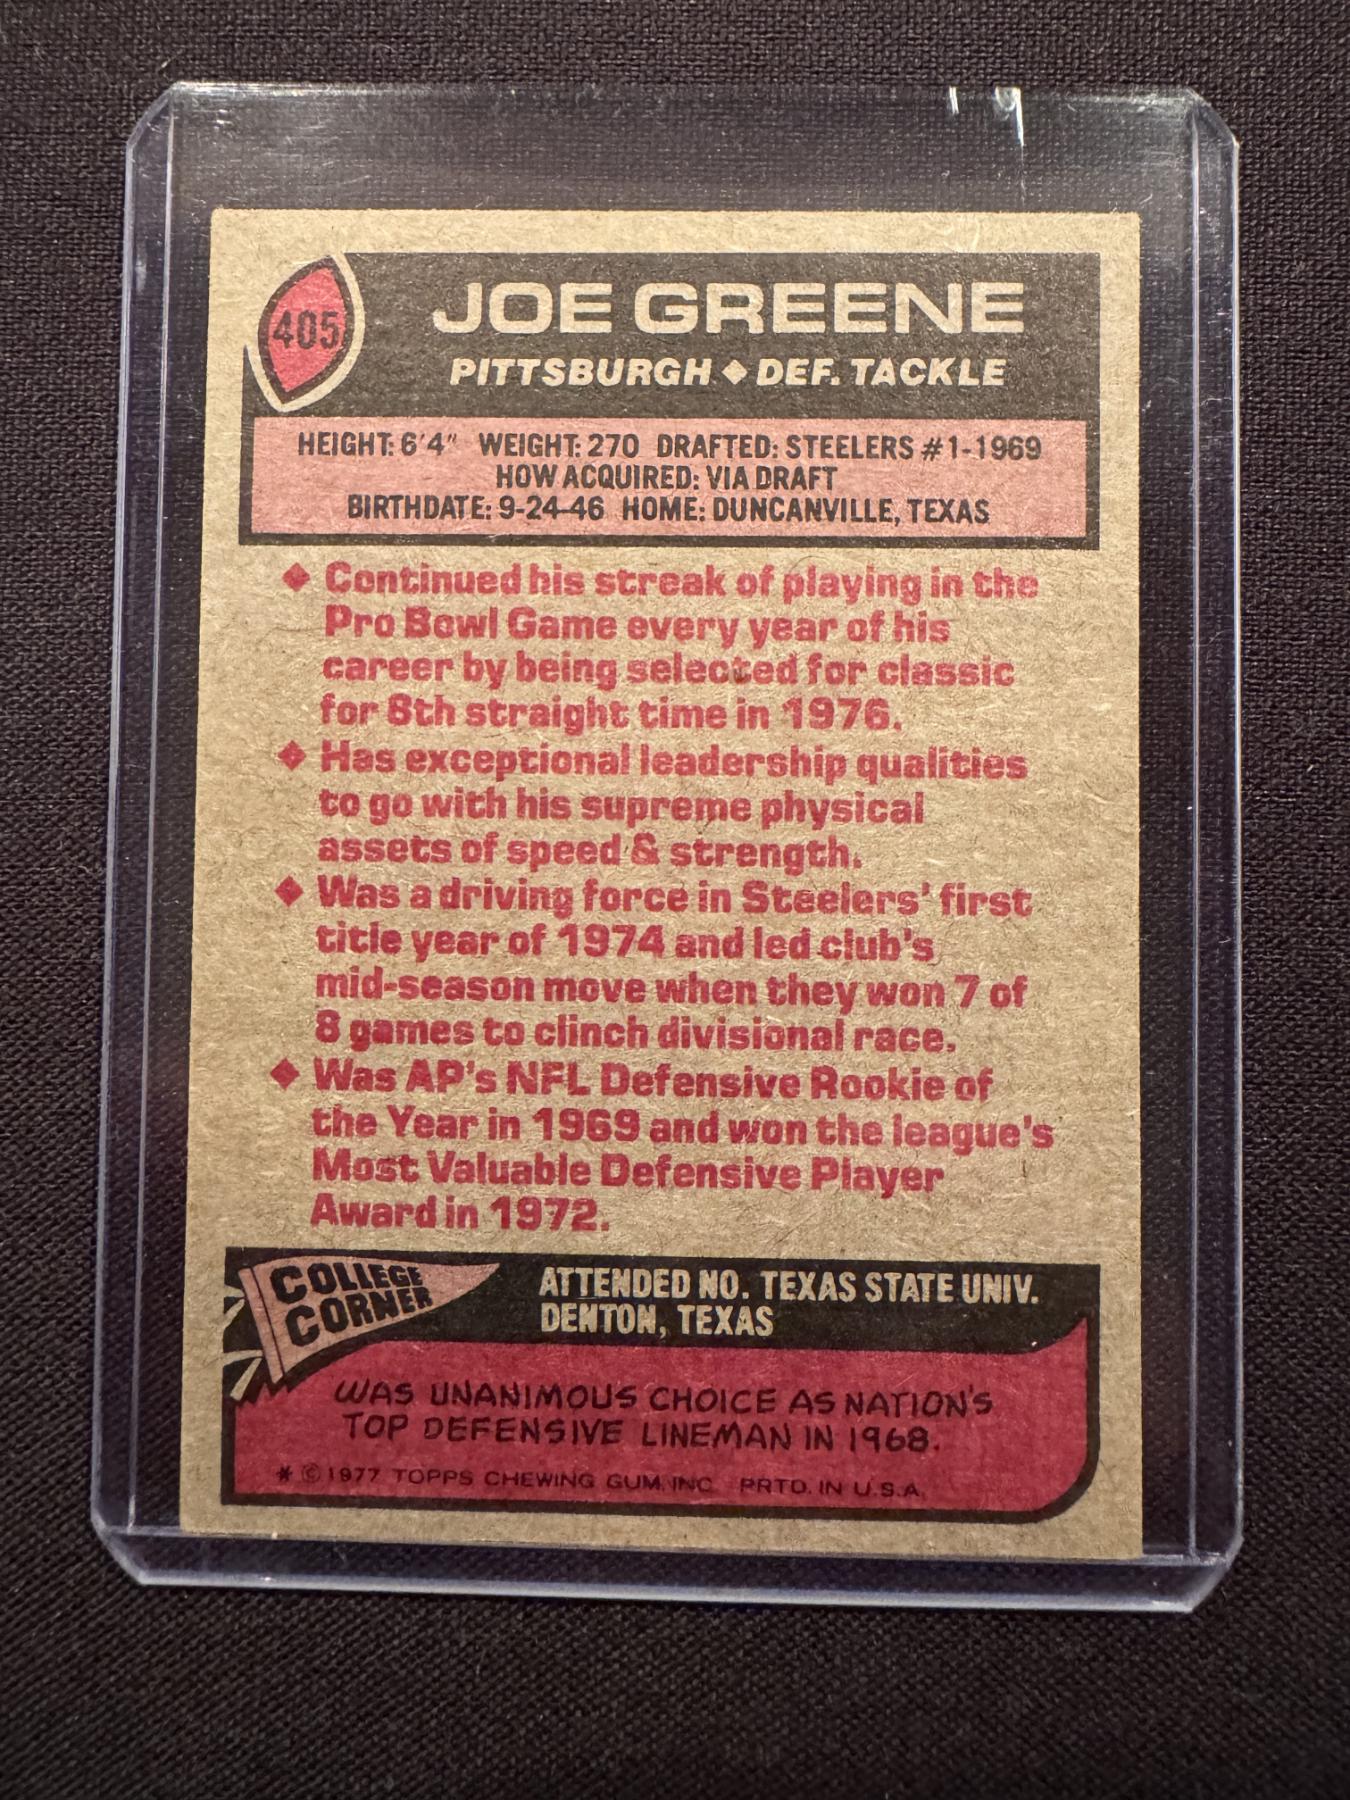 405
JOE GREENE
PITTSBURGH ◆ DEF. TACKLE
HEIGHT: 6'4" WEIGHT: 270 DRAFTED: STEELERS #1-1969
HOW ACQUIRED: VIA DRAFT
BIRTHDATE: 9-24-46 HOME: DUNCANVILLE, TEXAS
◆ Continued his streak of playing in the
Pro Bowl Game every year of his
career by being selected for classic
for 8th straight time in 1976.
◆ Has exceptional leadership qualities
to go with his supreme physical
assets of speed & strength.
◆ Was a driving force in Steelers' first
title year of 1974 and led club's
mid-season move when they won 7 of
8 games to clinch divisional race.
◆ Was AP's NFL Defensive Rookie of
the Year in 1969 and won the league's
Most Valuable Defensive Player
Award in 1972.
COLLEGE
CORNER
ATTENDED NO. TEXAS STATE UNIV.
DENTON, TEXAS
WAS UNANIMOUS CHOICE AS NATION'S
TOP DEFENSIVE LINEMAN IN 1968.
* © 1977 TOPPS CHEWING GUM, INC. PRTD. IN U.S.A.